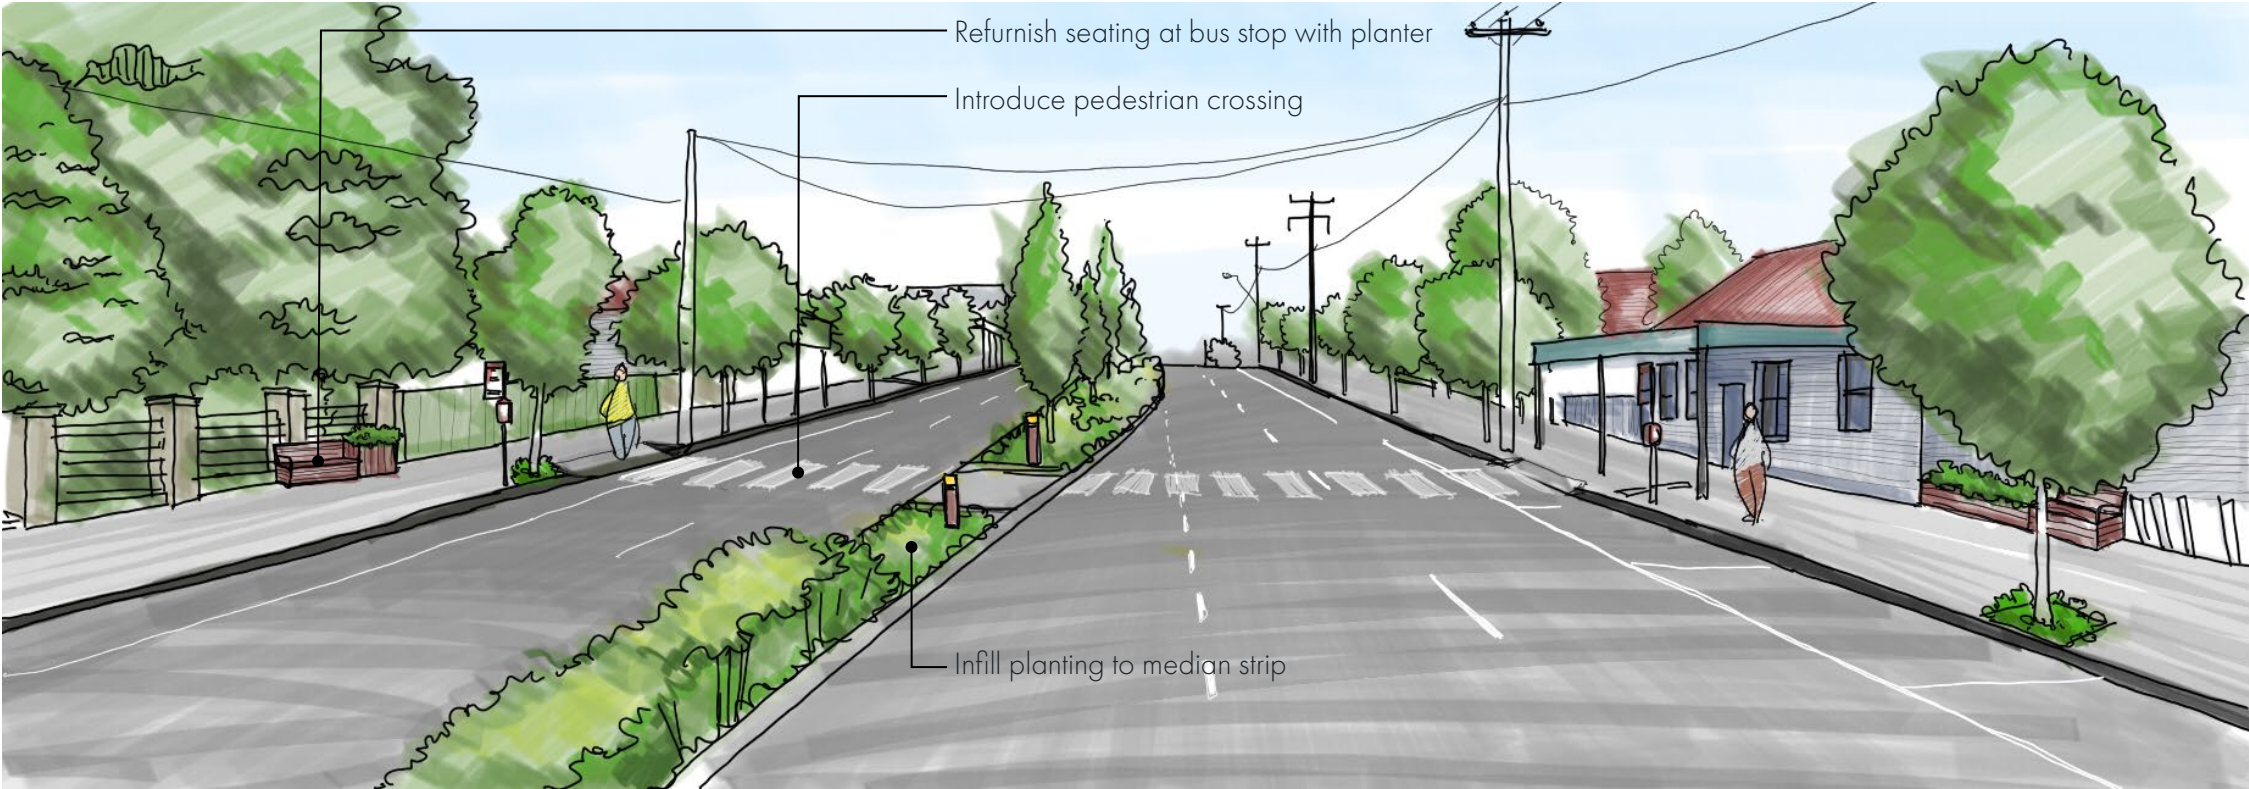 Refurnish seating at bus stop with planter
Introduce pedestrian crossing
Infill planting to median strip